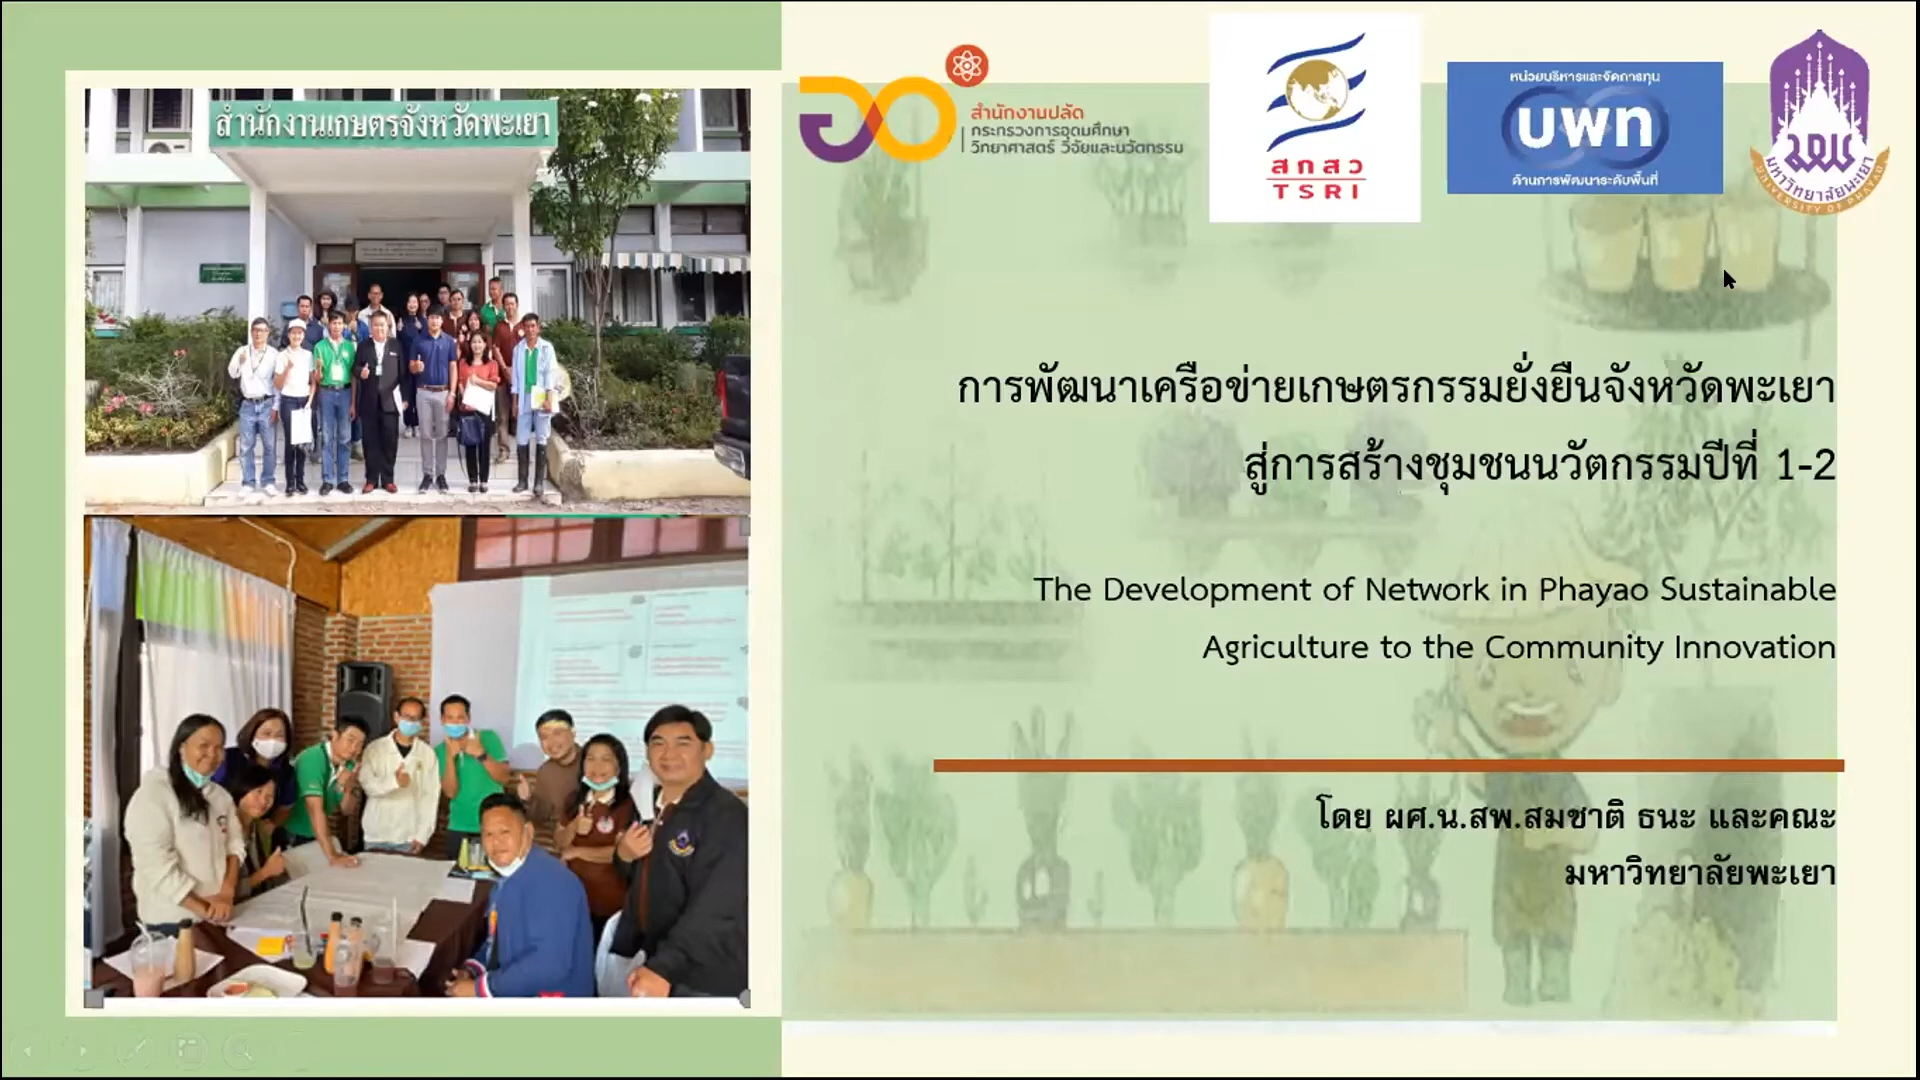 สำนักงานเกษตรจังหวัดพะเยา
สำนักงานปลัด
กระทรวงการอุดมศึกษา
วิทยาศาสตร์ วิจัยและนวัตกรรม
สกสว
TSRI
หน่วยบริหารและจัดการทุน
บพท
ด้านการพัฒนาระดับพื้นที่
มหาวิทยาลัยพะเยา
UNIVERSITY OF PHAYAO
การพัฒนาเครือข่ายเกษตรกรรมยั่งยืนจังหวัดพะเยา
สู่การสร้างชุมชนนวัตกรรมปีที่ 1-2
The Development of Network in Phayao Sustainable
Agriculture to the Community Innovation
โดย ผศ.น.สพ.สมชาติ ธนะ และคณะ
มหาวิทยาลัยพะเยา